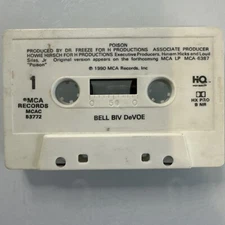 POISON
PRODUCED BY DR. FREEZE FOR H PRODUCTIONS ASSOCIATE PRODUCER
HOWIE HIRSCH FOR H PRODUCTIONS Executive Producers, Hiriam Hicks and Loud
Silas, Jr. Original version appears on the forthcoming MCA LP MCA-6387
"Poison"
1
℗1990 MCA Records, Inc.
HQ
®MCA
RECORDS
MCAC
53772
HX PRO
B NR
BELL BIV DeVOE